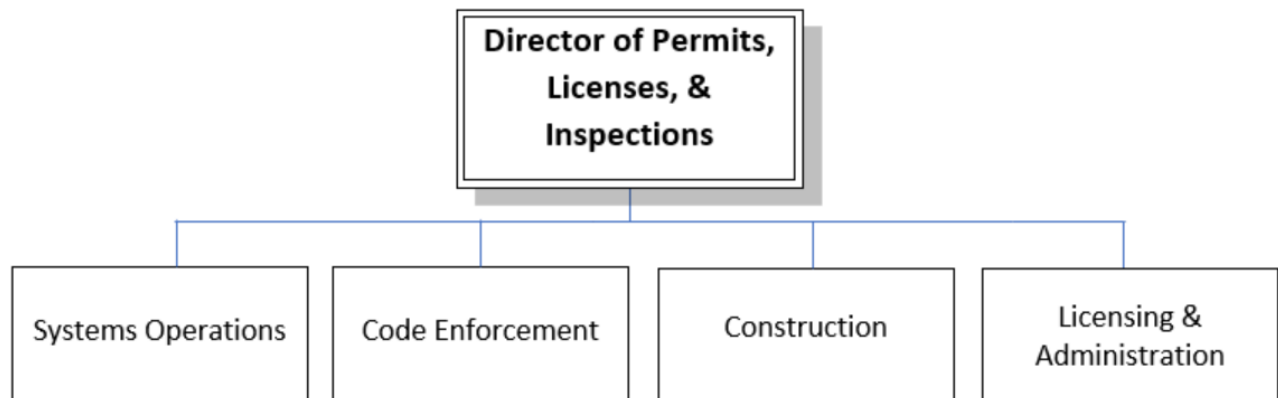 Director of Permits,
Licenses, &
Inspections
Systems Operations
Code Enforcement
Construction
Licensing &
Administration